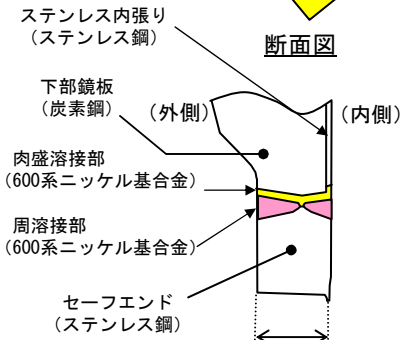 ステンレス内張り
（ステンレス鋼）
断面図
下部鏡板
（炭素鋼）
（外側）
（内側）
肉盛溶接部
（600系ニッケル基合金）
周溶接部
（600系ニッケル基合金）
セーフエンド
（ステンレス鋼）